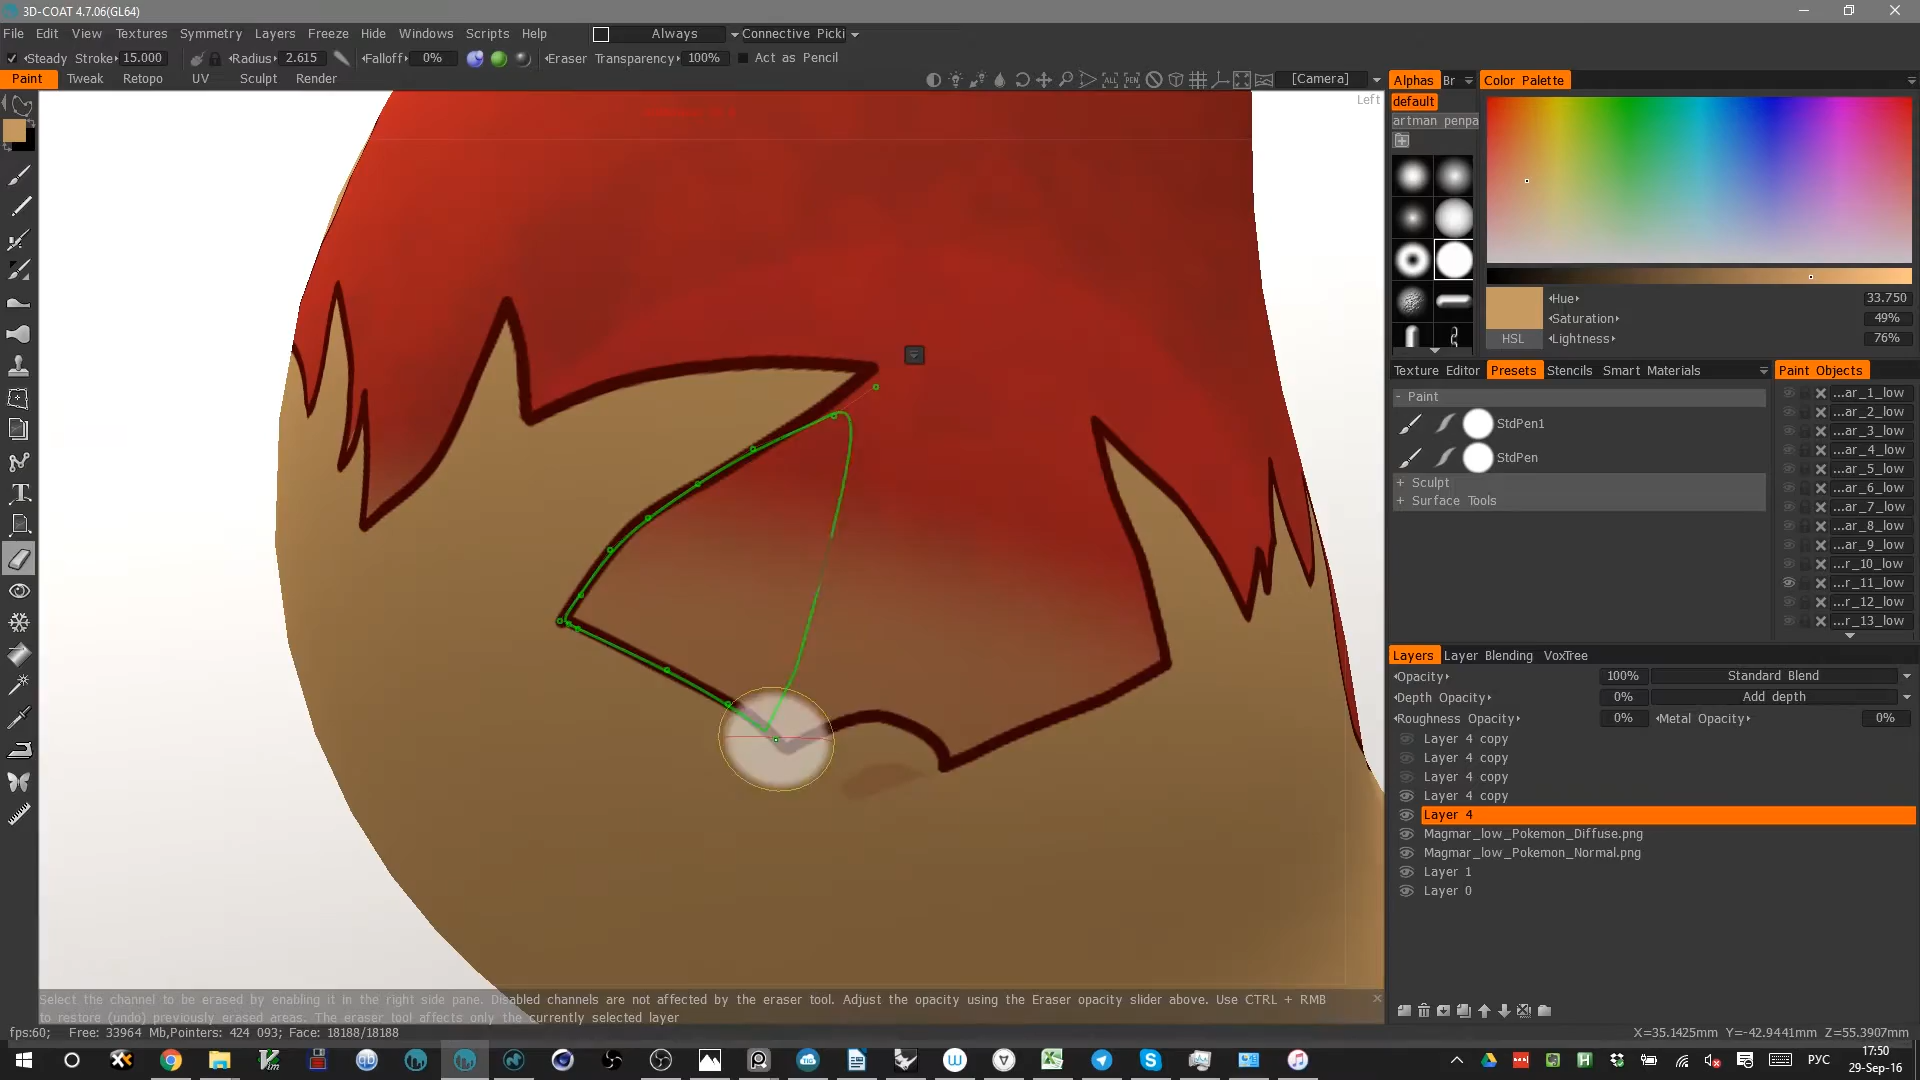 3D-COAT 4.7.06(GL64)
File Edit View Textures Symmetry Layers Freeze Hide Windows Scripts Help Always Connective Picki
Steady Stroke 15.000 Radius 2.615 Falloff 0% Eraser Transparency 100% Act as Pencil
Paint Tweak Retopo UV Sculpt Render [Camera]
Left
Alphas Br Color Palette
default
artman penpa
Hue 33.750
Saturation 49%
HSL Lightness 76%
Texture Editor Presets Stencils Smart Materials Paint Objects
- Paint
StdPen1
StdPen
+ Sculpt
+ Surface Tools
...ar_1_low
...ar_2_low
...ar_3_low
...ar_4_low
...ar_5_low
...ar_6_low
...ar_7_low
...ar_8_low
...ar_9_low
...r_10_low
...r_11_low
...r_12_low
...r_13_low
Layers Layer Blending VoxTree
Opacity 100% Standard Blend
Depth Opacity 0% Add depth
Roughness Opacity 0% Metal Opacity 0%
Layer 4 copy
Layer 4 copy
Layer 4 copy
Layer 4 copy
Layer 4
Magmar_low_Pokemon_Diffuse.png
Magmar_low_Pokemon_Normal.png
Layer 1
Layer 0
Select the channel to be erased by enabling it in the right side pane. Disabled channels are not affected by the eraser tool. Adjust the opacity using the Eraser opacity slider above. Use CTRL + RMB
to restore (undo) previously erased areas. The eraser tool affects only the currently selected layer
fps:60; Free: 33964 Mb,Pointers: 424 093; Face: 18188/18188 X=35.1425mm Y=-42.9441mm Z=55.3907mm
РУС
17:50
29-Sep-16